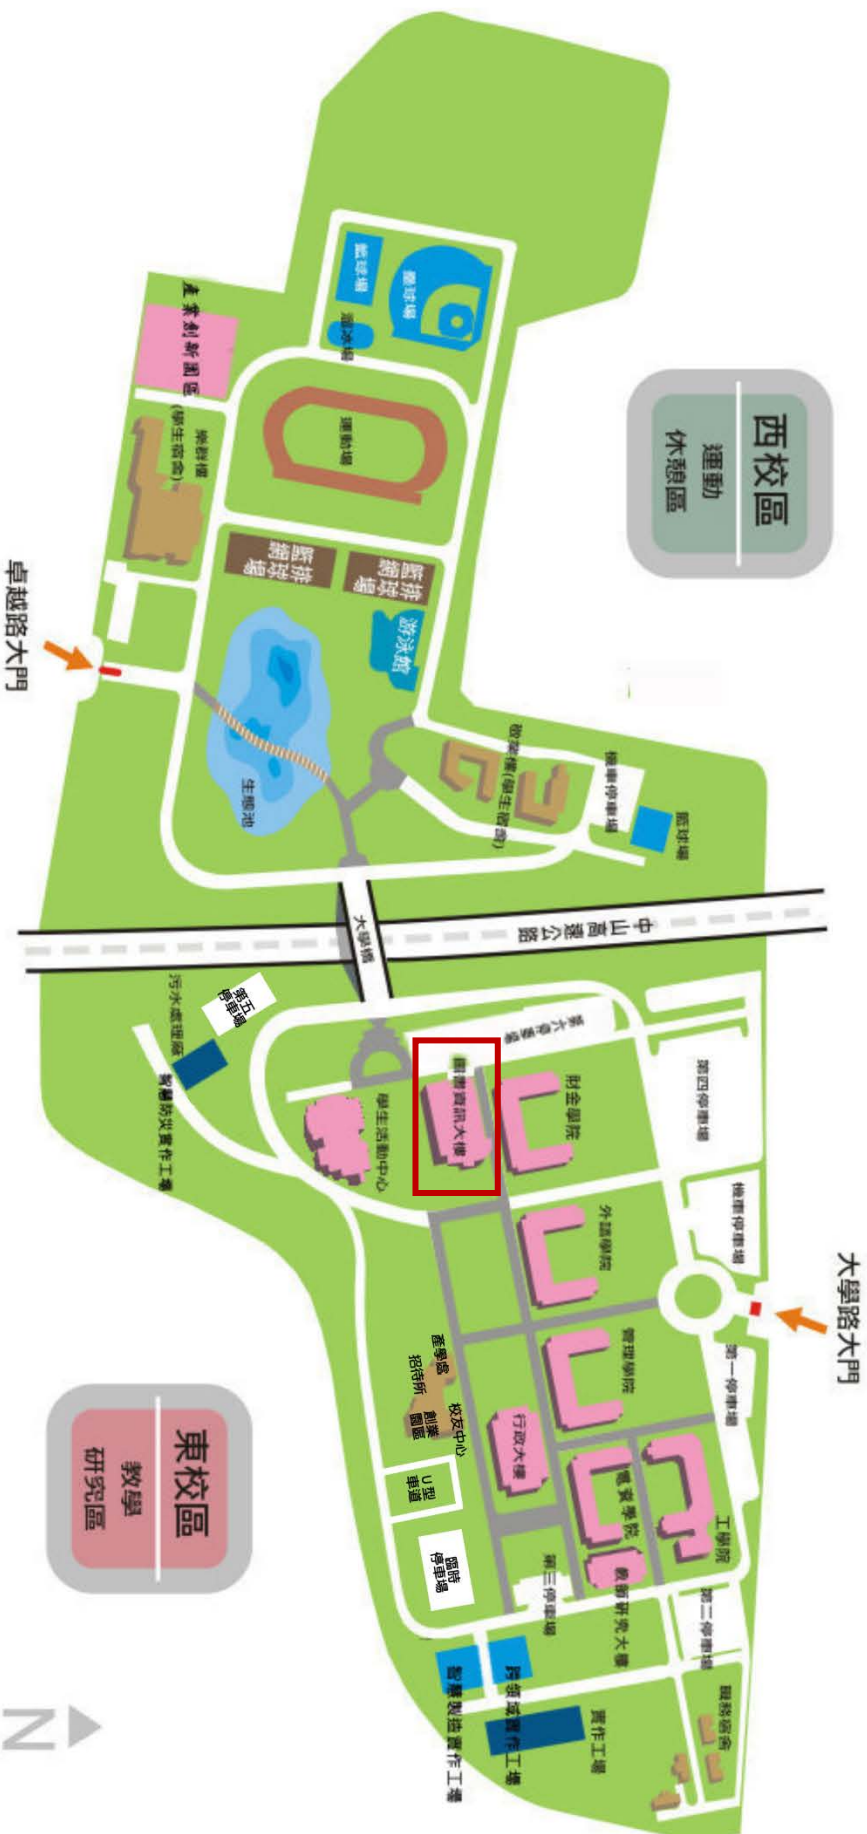 西校區
運動
休憩區
籃球場
壘球場
溜冰場
產業創新園區
樂群樓
(學生宿舍)
運動場
排球場
籃網
排球場
籃網
游泳館
卓越路大門
生態池
敬業樓(學生宿舍)
機車停車場
籃球場
中山高速公路
大學橋
第五
停車場
污水處理廠
智慧防災實作工場
第六停車場
圖書資訊大樓
財金學院
學生活動中心
第四停車場
機車停車場
外語學院
大學路大門
管理學院
第一停車場
產學處
招待所
校友中心
創業
園區
行政大樓
電資學院
工學院
U型
車道
臨時
停車場
第三停車場
教師研究大樓
第二停車場
東校區
教學
研究區
智慧製造實作工場
跨領域實作工場
實作工場
職務宿舍
N